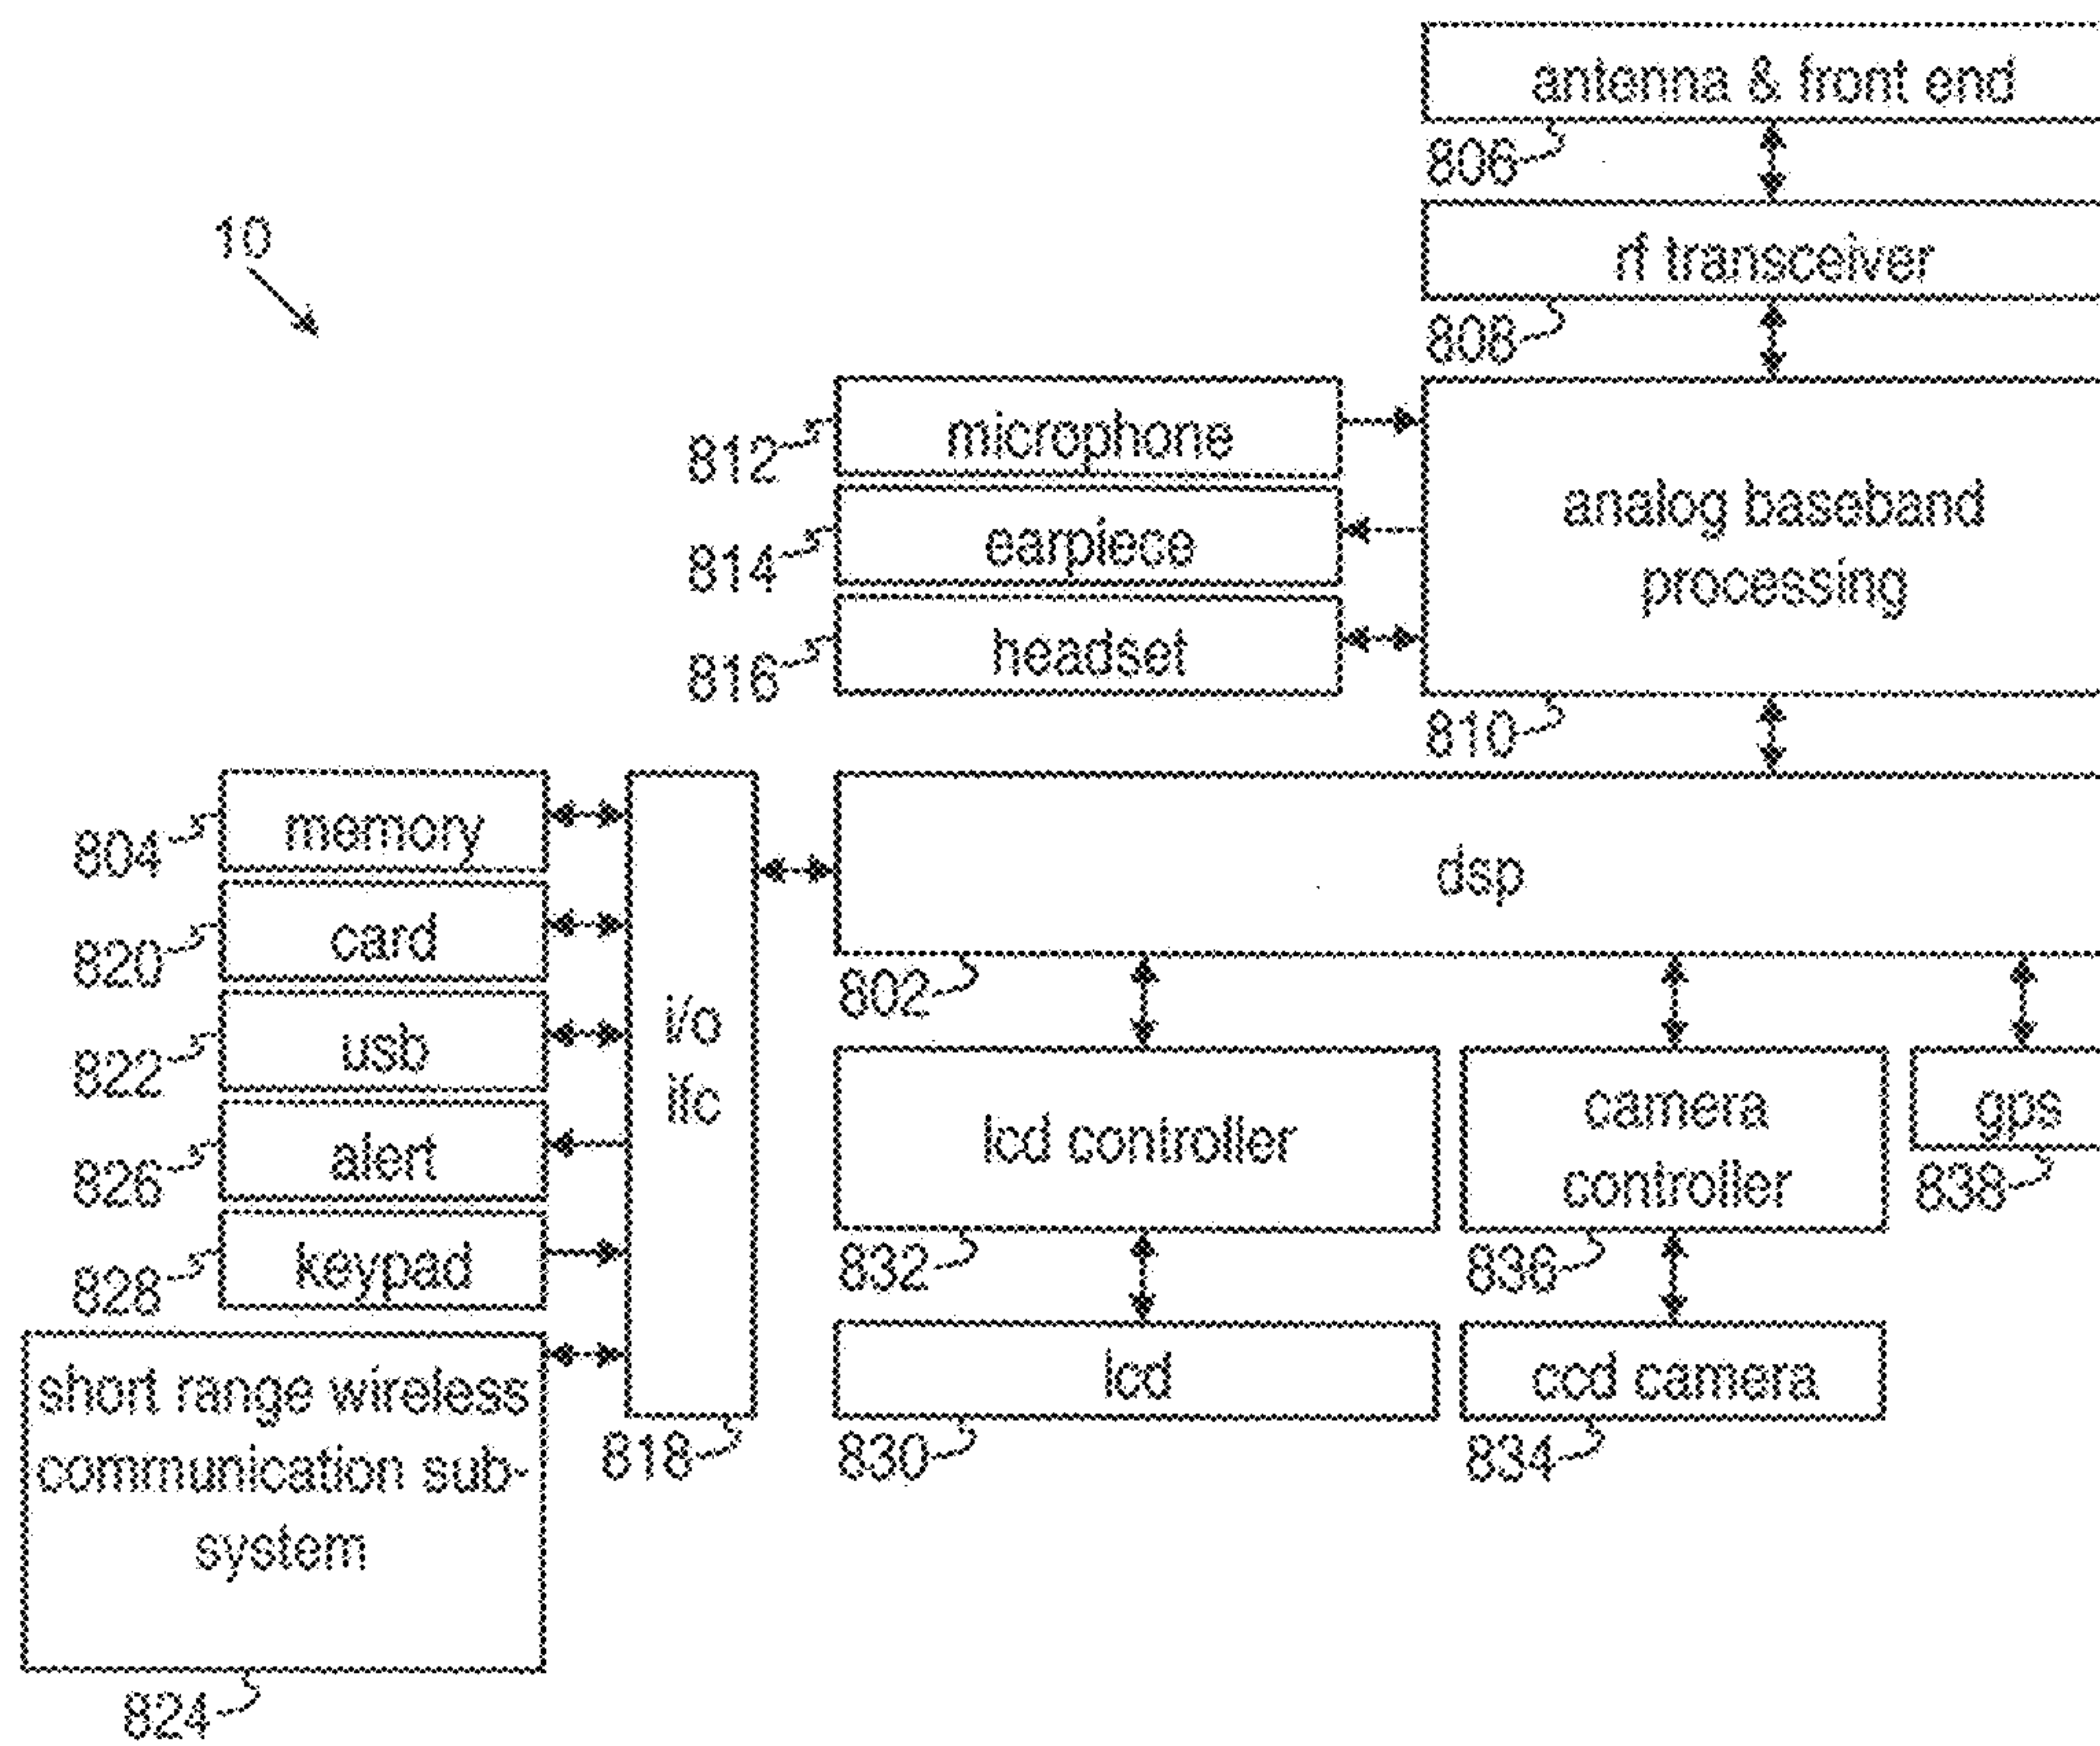 antenna & front end
806
10
rf transceiver
808
microphone
812
analog baseband
processing
earpiece
814
headset
816
810
memory
804
dsp
card
820
802
i/o
ifc
usb
822
lcd controller
camera
controller
gps
838
alert
826
keypad
828
832
836
short range wireless
communication sub-
system
lcd
ccd camera
818
830
834
824